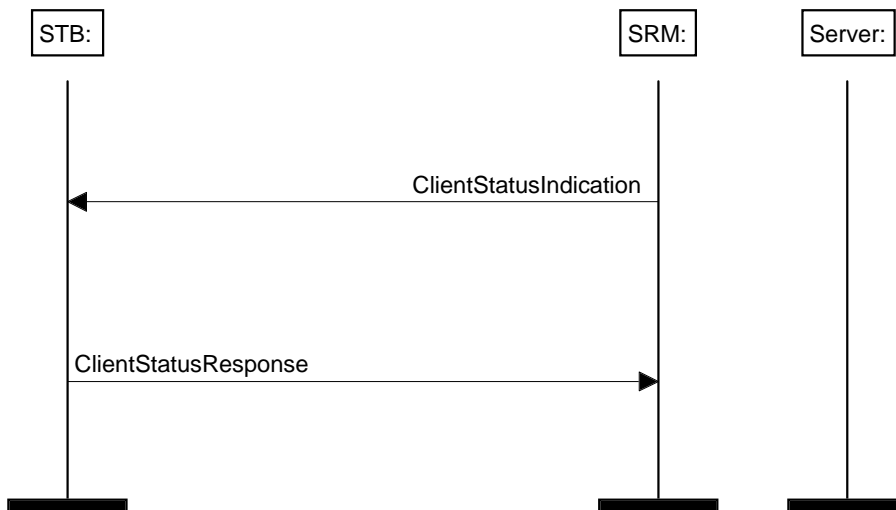 STB:
SRM:
Server:
ClientStatusIndication
ClientStatusResponse